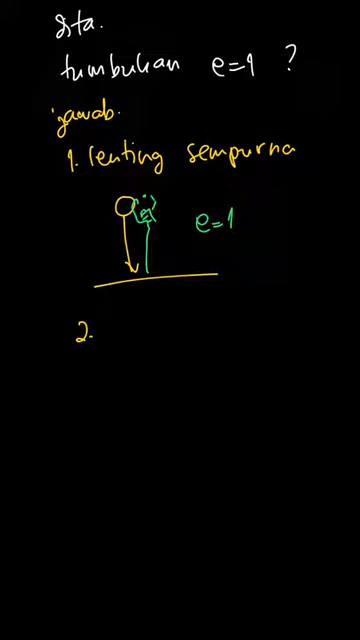 dita.
tumbukan e=1 ?
jawab.
1. lenting sempurna
e=1
2.